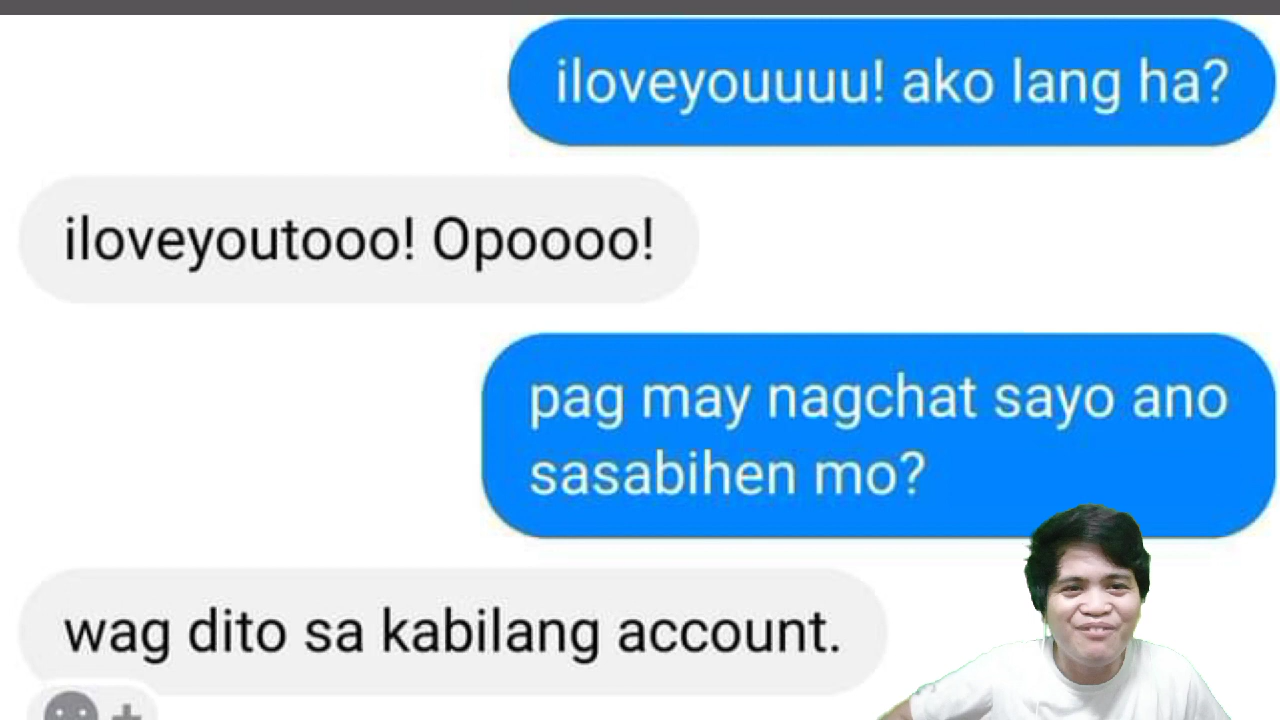 iloveyouuuu! ako lang ha?
iloveyoutooo! Opoooo!
pag may nagchat sayo ano
sasabihen mo?
wag dito sa kabilang account.